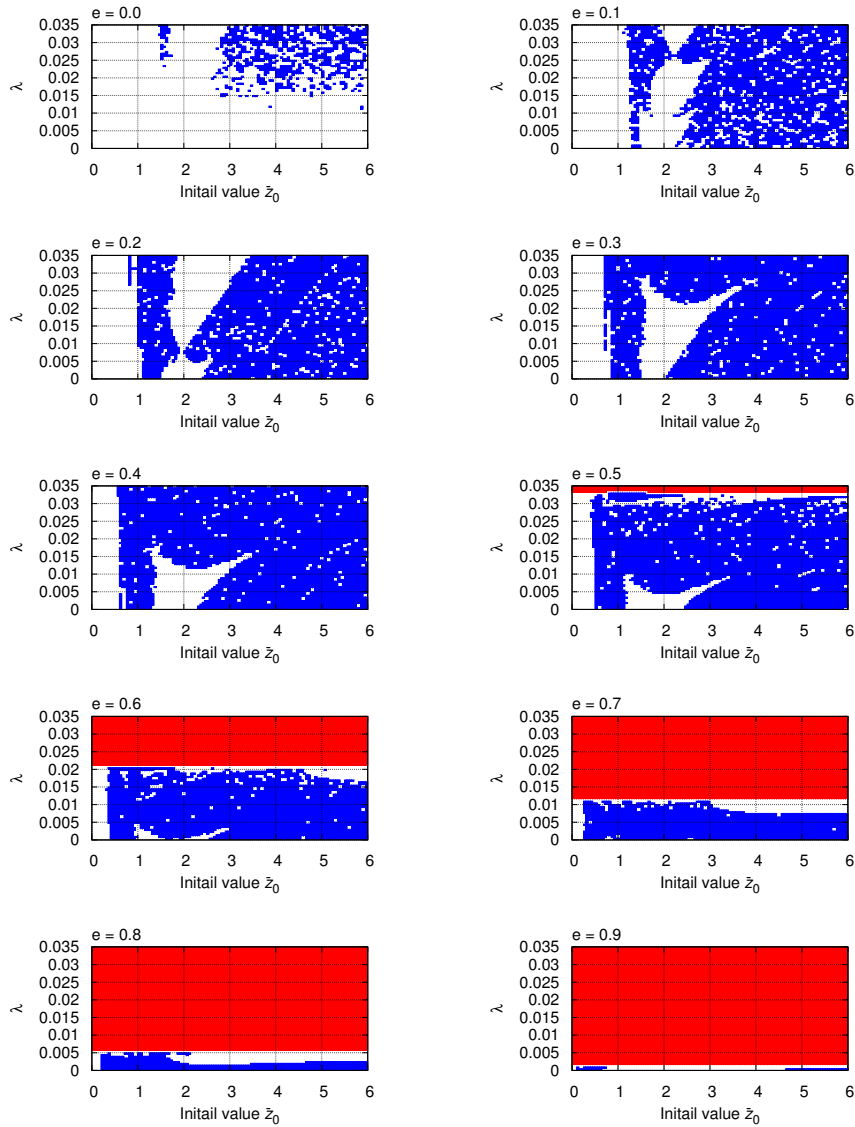 e = 0.0
0.035
0.03
0.025
0.02
0.015
0.01
0.005
0
λ
0 1 2 3 4 5 6
Initail value z̄₀
e = 0.1
0.035
0.03
0.025
0.02
0.015
0.01
0.005
0
λ
0 1 2 3 4 5 6
Initail value z̄₀
e = 0.2
0.035
0.03
0.025
0.02
0.015
0.01
0.005
0
λ
0 1 2 3 4 5 6
Initail value z̄₀
e = 0.3
0.035
0.03
0.025
0.02
0.015
0.01
0.005
0
λ
0 1 2 3 4 5 6
Initail value z̄₀
e = 0.4
0.035
0.03
0.025
0.02
0.015
0.01
0.005
0
λ
0 1 2 3 4 5 6
Initail value z̄₀
e = 0.5
0.035
0.03
0.025
0.02
0.015
0.01
0.005
0
λ
0 1 2 3 4 5 6
Initail value z̄₀
e = 0.6
0.035
0.03
0.025
0.02
0.015
0.01
0.005
0
λ
0 1 2 3 4 5 6
Initail value z̄₀
e = 0.7
0.035
0.03
0.025
0.02
0.015
0.01
0.005
0
λ
0 1 2 3 4 5 6
Initail value z̄₀
e = 0.8
0.035
0.03
0.025
0.02
0.015
0.01
0.005
0
λ
0 1 2 3 4 5 6
Initail value z̄₀
e = 0.9
0.035
0.03
0.025
0.02
0.015
0.01
0.005
0
λ
0 1 2 3 4 5 6
Initail value z̄₀